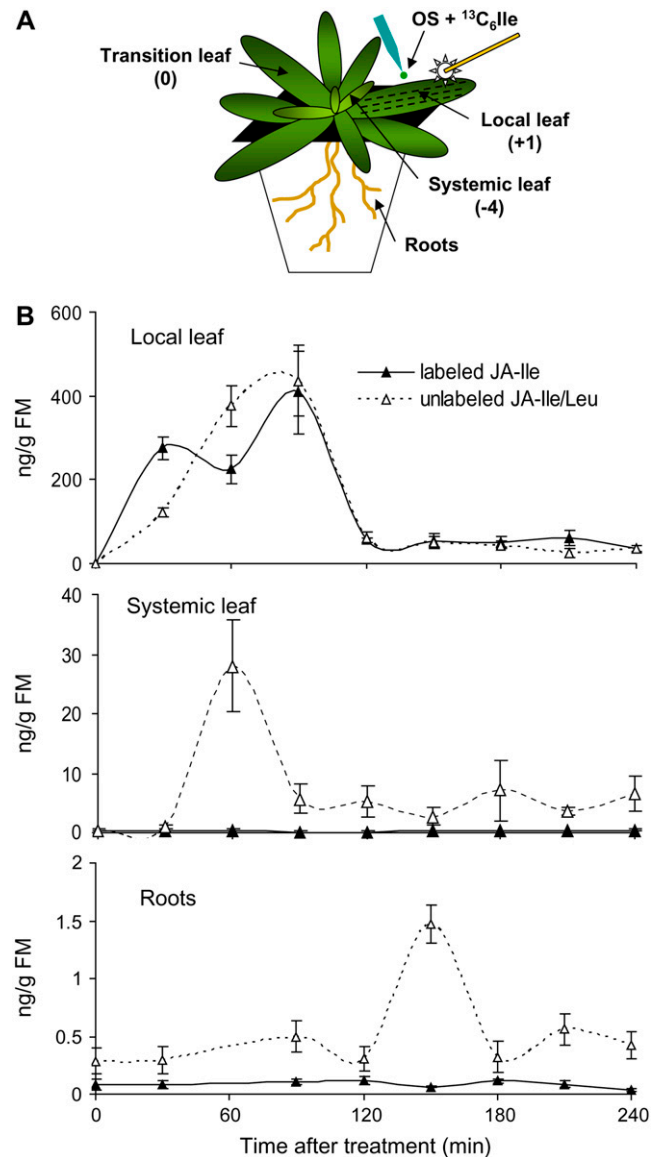 A
OS + ¹³C₆Ile
Transition leaf
(0)
Local leaf
(+1)
Systemic leaf
(-4)
Roots
B
Local leaf
labeled JA-Ile
unlabeled JA-Ile/Leu
ng/g FM
600
400
200
0
Systemic leaf
ng/g FM
40
30
20
10
0
Roots
ng/g FM
2
1.5
1
0.5
0
0 60 120 180 240
Time after treatment (min)